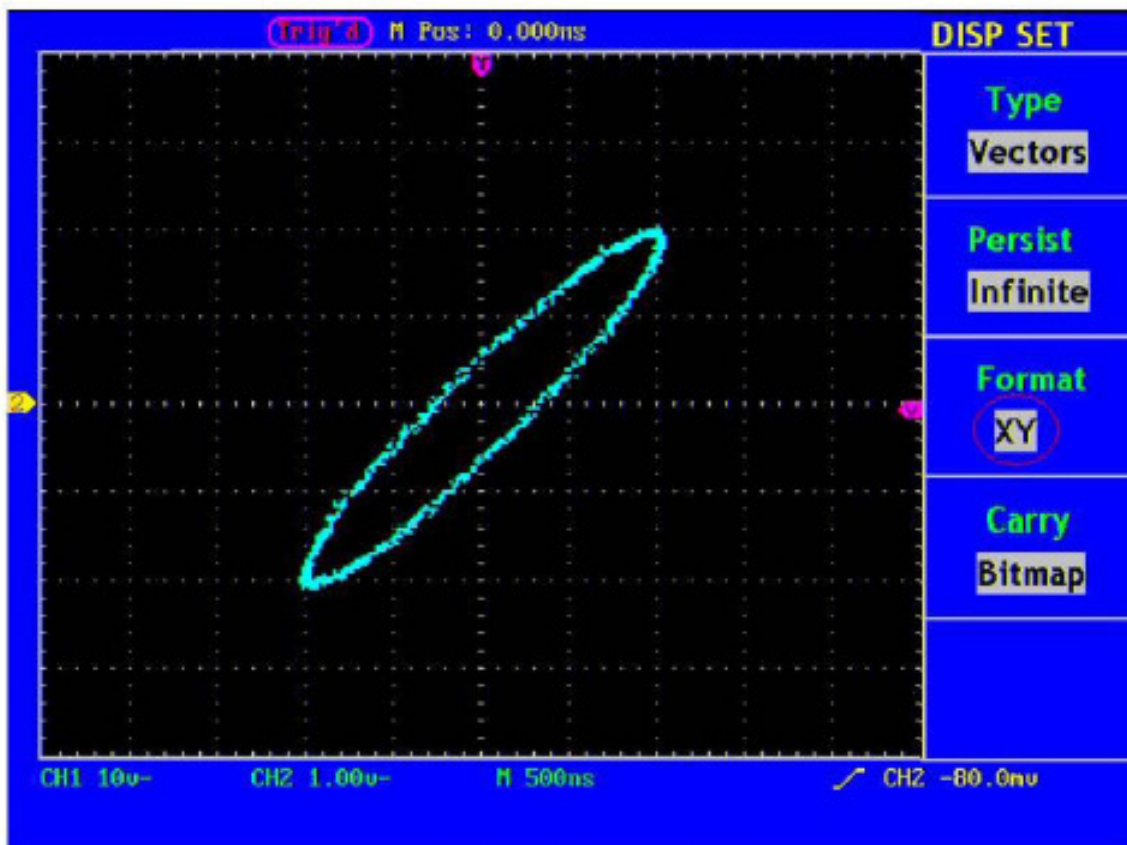 Trig'd M Pos: 0.000ns
DISP SET
Type
Vectors
Persist
Infinite
Format
XY
Carry
Bitmap
2
CH1 10v- CH2 1.00v- M 500ns CH2 -80.0mv